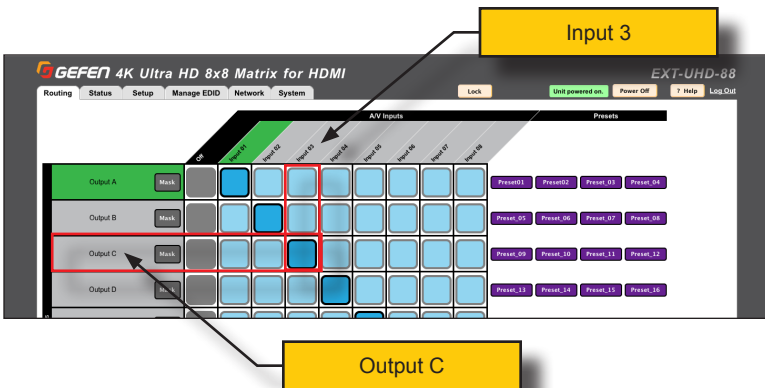 Input 3
GEFEN 4K Ultra HD 8x8 Matrix for HDMI EXT-UHD-88
Routing Status Setup Manage EDID Network System Lock Unit powered on. Power Off ? Help Log Out
A/V Inputs Presets
Off Input 01 Input 02 Input 03 Input 04 Input 05 Input 06 Input 07 Input 08
Output A Mask Preset01 Preset02 Preset_03 Preset_04
Output B Mask Preset_05 Preset_06 Preset_07 Preset_08
Output C Mask Preset_09 Preset_10 Preset_11 Preset_12
Output D Mask Preset_13 Preset_14 Preset_15 Preset_16
Output C